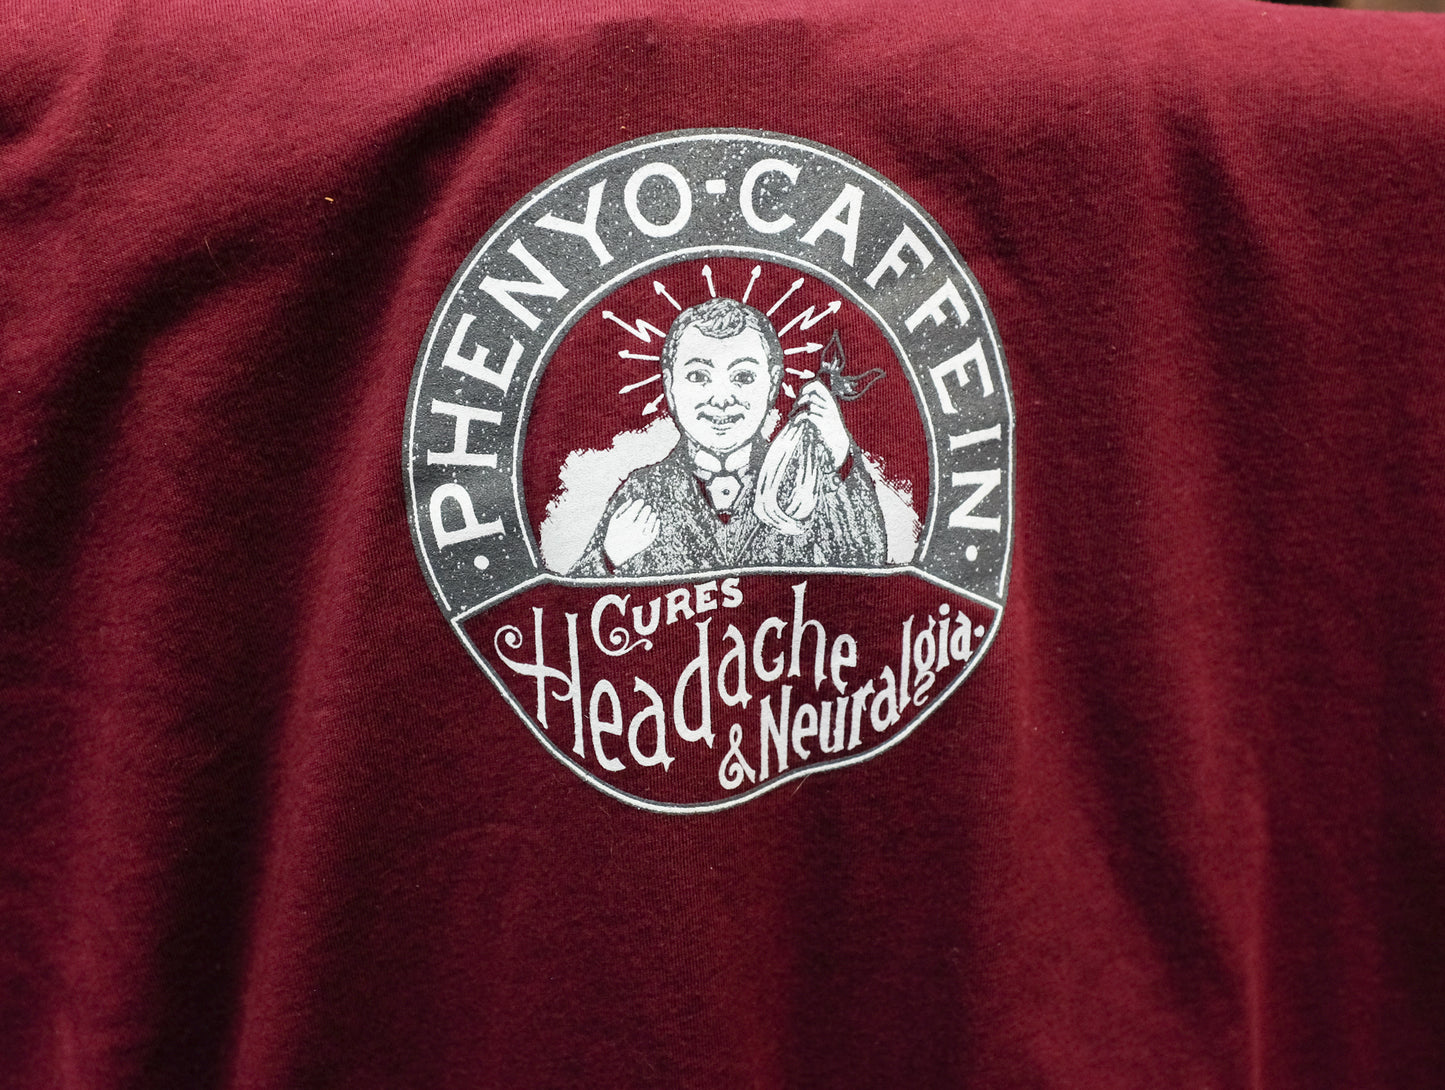 · PHENYO-CAFFEIN ·
CURES
Headache
& Neuralgia.